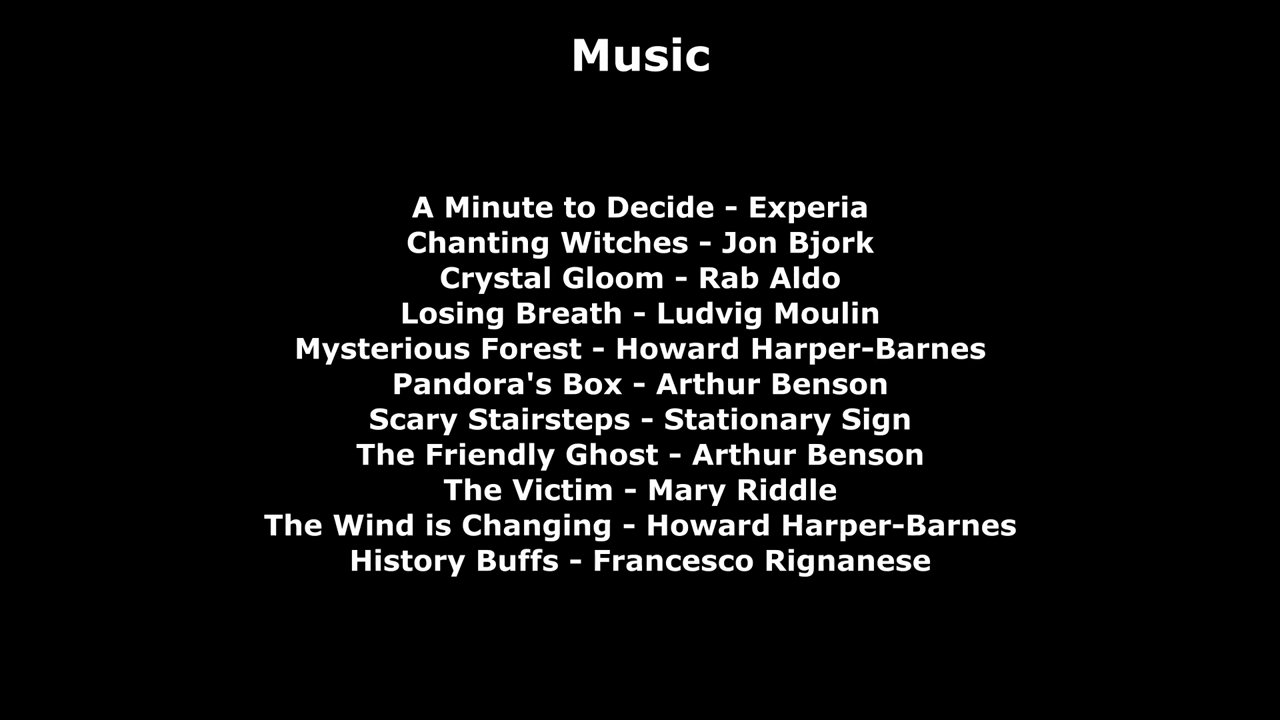 Music
A Minute to Decide - Experia
Chanting Witches - Jon Bjork
Crystal Gloom - Rab Aldo
Losing Breath - Ludvig Moulin
Mysterious Forest - Howard Harper-Barnes
Pandora's Box - Arthur Benson
Scary Stairsteps - Stationary Sign
The Friendly Ghost - Arthur Benson
The Victim - Mary Riddle
The Wind is Changing - Howard Harper-Barnes
History Buffs - Francesco Rignanese